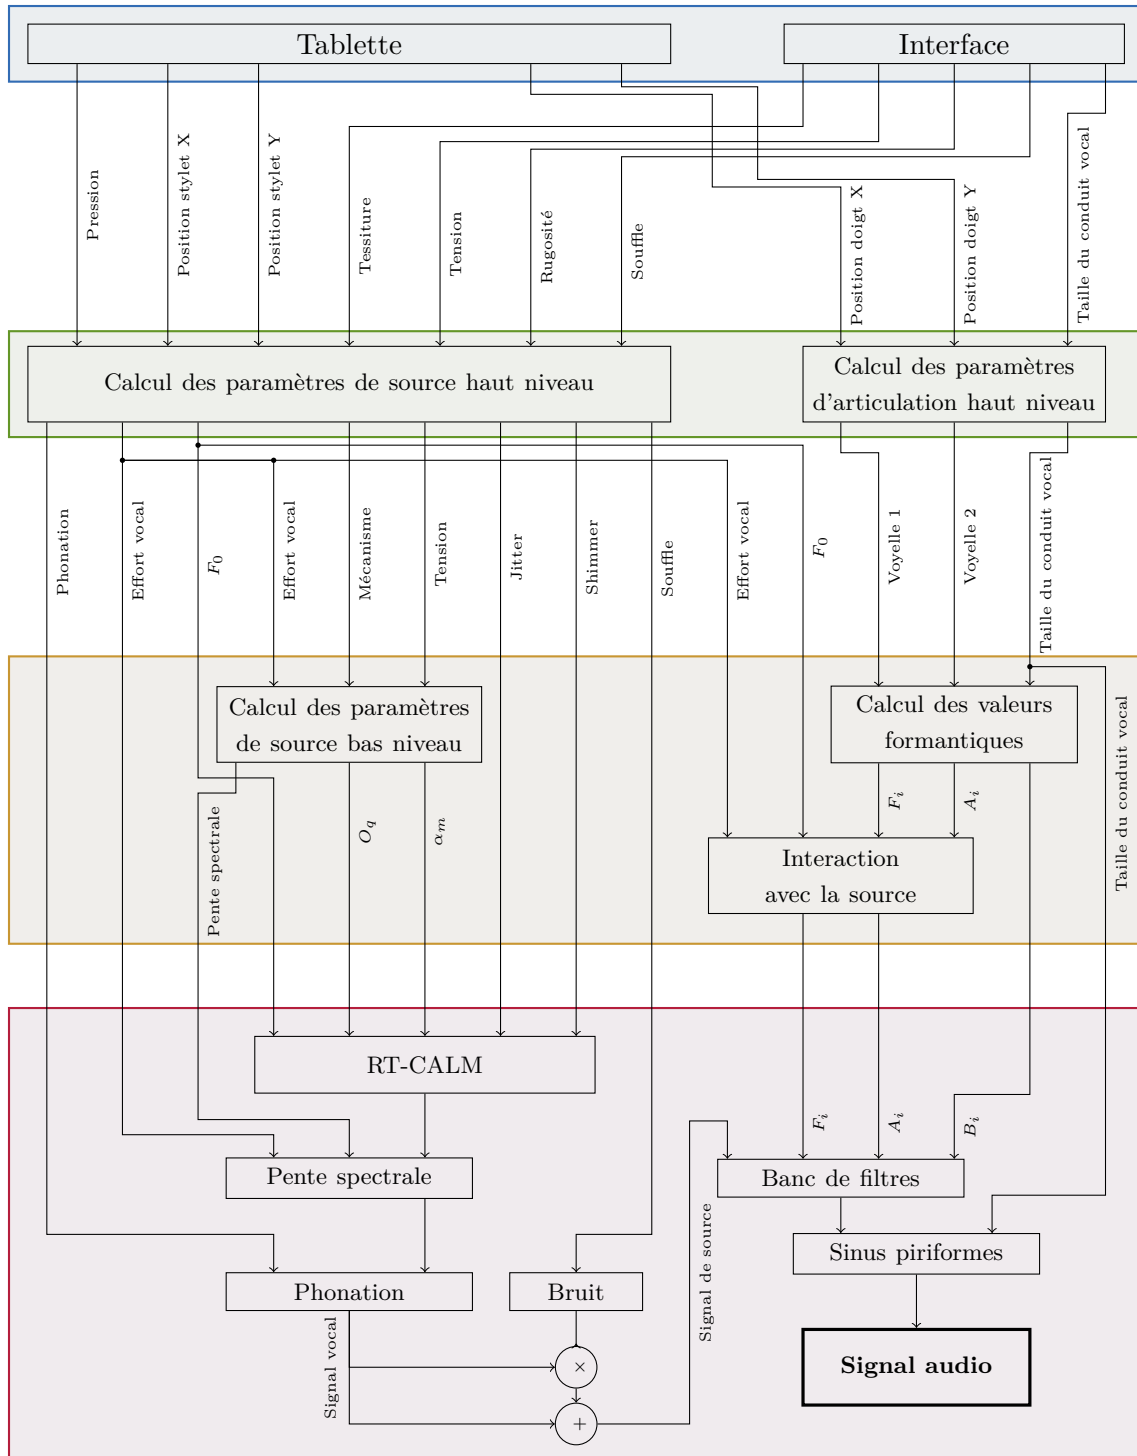 Tablette
Interface
Pression
Position stylet X
Position stylet Y
Tessiture
Tension
Rugosité
Souffle
Position doigt X
Position doigt Y
Taille du conduit vocal
Calcul des paramètres de source haut niveau
Calcul des paramètres
d'articulation haut niveau
Phonation
Effort vocal
F0
Effort vocal
Mécanisme
Tension
Jitter
Shimmer
Souffle
Effort vocal
F0
Voyelle 1
Voyelle 2
Taille du conduit vocal
Calcul des paramètres
de source bas niveau
Calcul des valeurs
formantiques
Pente spectrale
Oq
αm
Fi
Ai
Taille du conduit vocal
Interaction
avec la source
RT-CALM
Fi
Ai
Bi
Pente spectrale
Banc de filtres
Signal de source
Sinus piriformes
Phonation
Bruit
Signal vocal
×
+
Signal audio